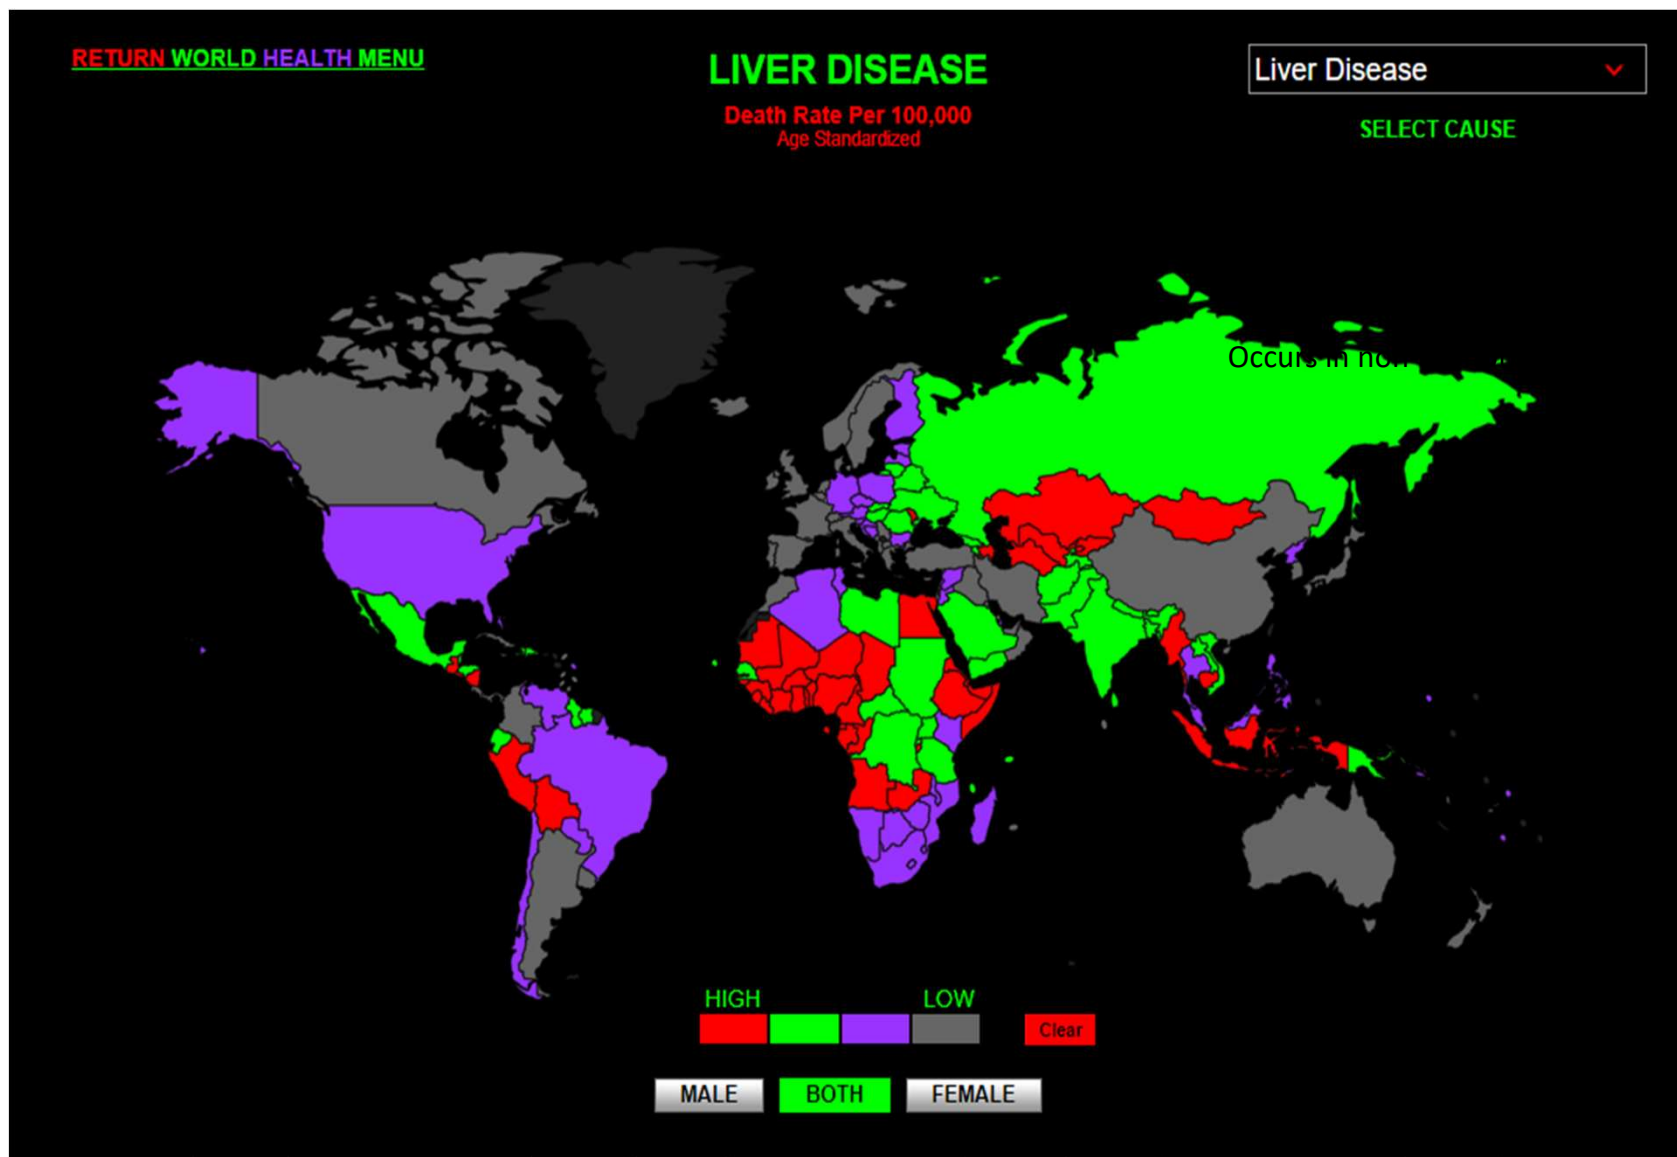 RETURN WORLD HEALTH MENU
LIVER DISEASE
Death Rate Per 100,000
Age Standardized
Liver Disease
SELECT CAUSE
Occurs in non
HIGH LOW
Clear
MALE BOTH FEMALE